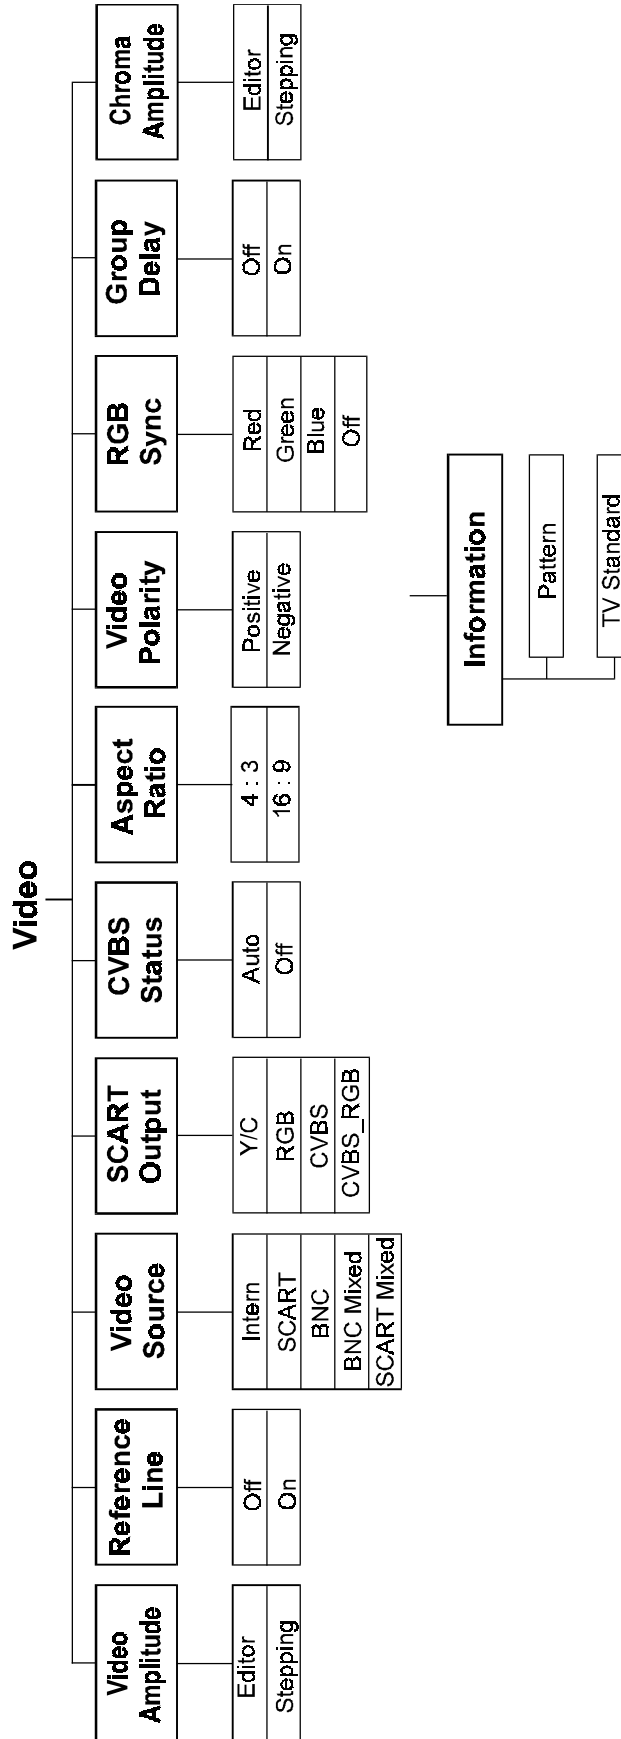 Video
Video
Amplitude
Editor
Stepping
Reference
Line
Off
On
Video
Source
Intern
SCART
BNC
BNC Mixed
SCART Mixed
SCART
Output
Y/C
RGB
CVBS
CVBS_RGB
CVBS
Status
Auto
Off
Aspect
Ratio
4 : 3
16 : 9
Video
Polarity
Positive
Negative
RGB
Sync
Red
Green
Blue
Off
Group
Delay
Off
On
Chroma
Amplitude
Editor
Stepping
Information
Pattern
TV Standard